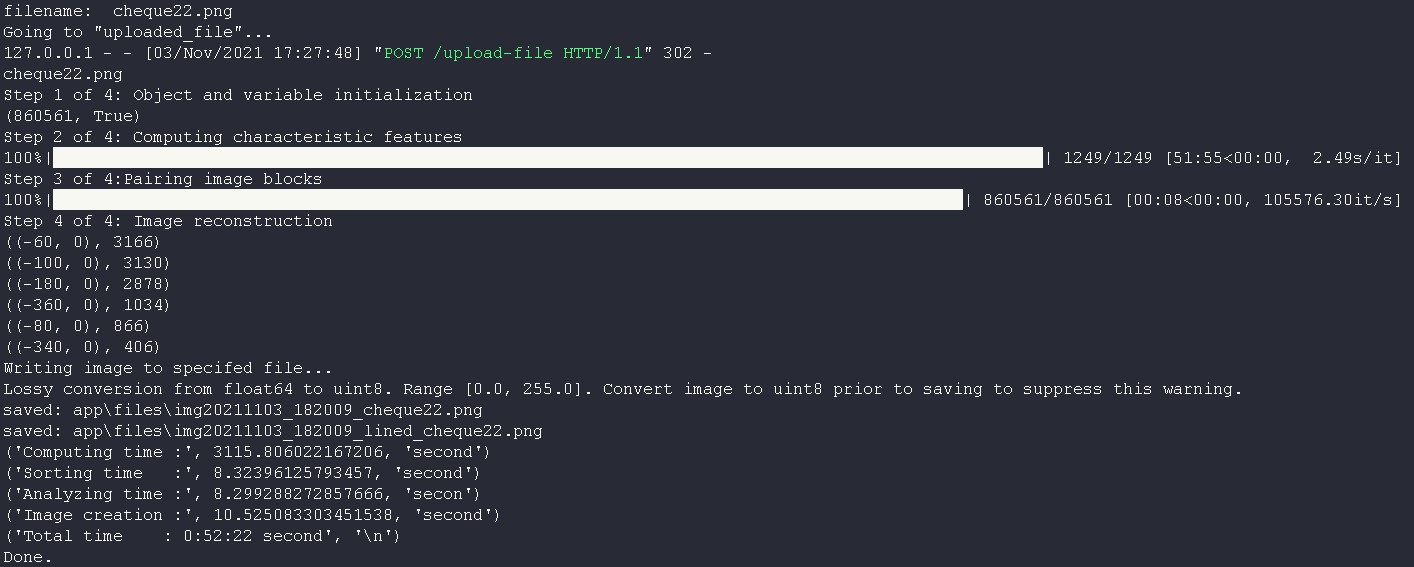 filename:  cheque22.png
Going to "uploaded_file"...
127.0.0.1 - - [03/Nov/2021 17:27:48] "POST /upload-file HTTP/1.1" 302 -
cheque22.png
Step 1 of 4: Object and variable initialization
(860561, True)
Step 2 of 4: Computing characteristic features
100%| | 1249/1249 [51:55<00:00,  2.49s/it]
Step 3 of 4:Pairing image blocks
100%| | 860561/860561 [00:08<00:00, 105576.30it/s]
Step 4 of 4: Image reconstruction
((-60, 0), 3166)
((-100, 0), 3130)
((-180, 0), 2878)
((-360, 0), 1034)
((-80, 0), 866)
((-340, 0), 406)
Writing image to specifed file...
Lossy conversion from float64 to uint8. Range [0.0, 255.0]. Convert image to uint8 prior to saving to suppress this warning.
saved: app\files\img20211103_182009_cheque22.png
saved: app\files\img20211103_182009_lined_cheque22.png
('Computing time :', 3115.806022167206, 'second')
('Sorting time   :', 8.32396125793457, 'second')
('Analyzing time :', 8.299288272857666, 'secon')
('Image creation :', 10.525083303451538, 'second')
('Total time    : 0:52:22 second', '\n')
Done.